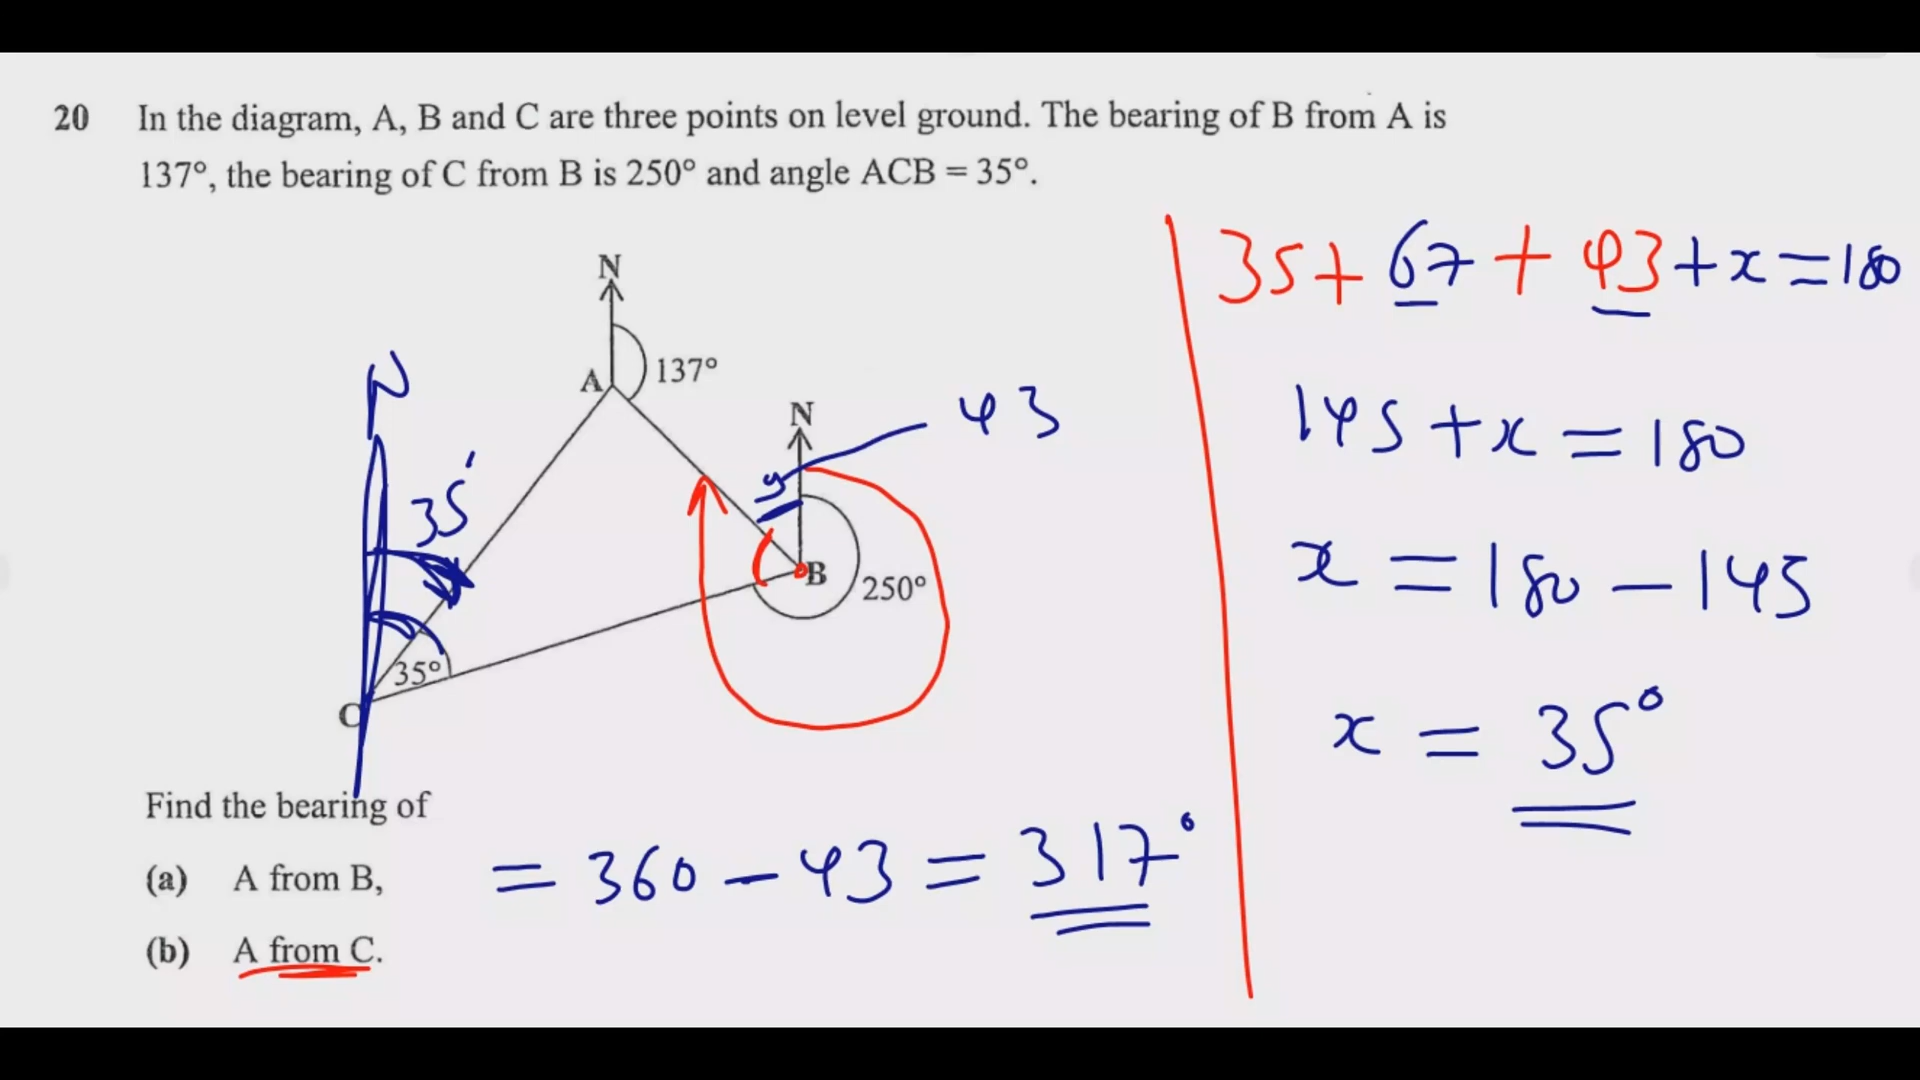 20 In the diagram, A, B and C are three points on level ground. The bearing of B from A is
137°, the bearing of C from B is 250° and angle ACB = 35°.
35 + 67 + 43 + x = 180
N
A
137°
N
N
43
y
145 + x = 180
35°
B
250°
x = 180 - 145
35°
C
x = 35°
Find the bearing of
(a) A from B,
= 360 - 43 = 317°
(b) A from C.